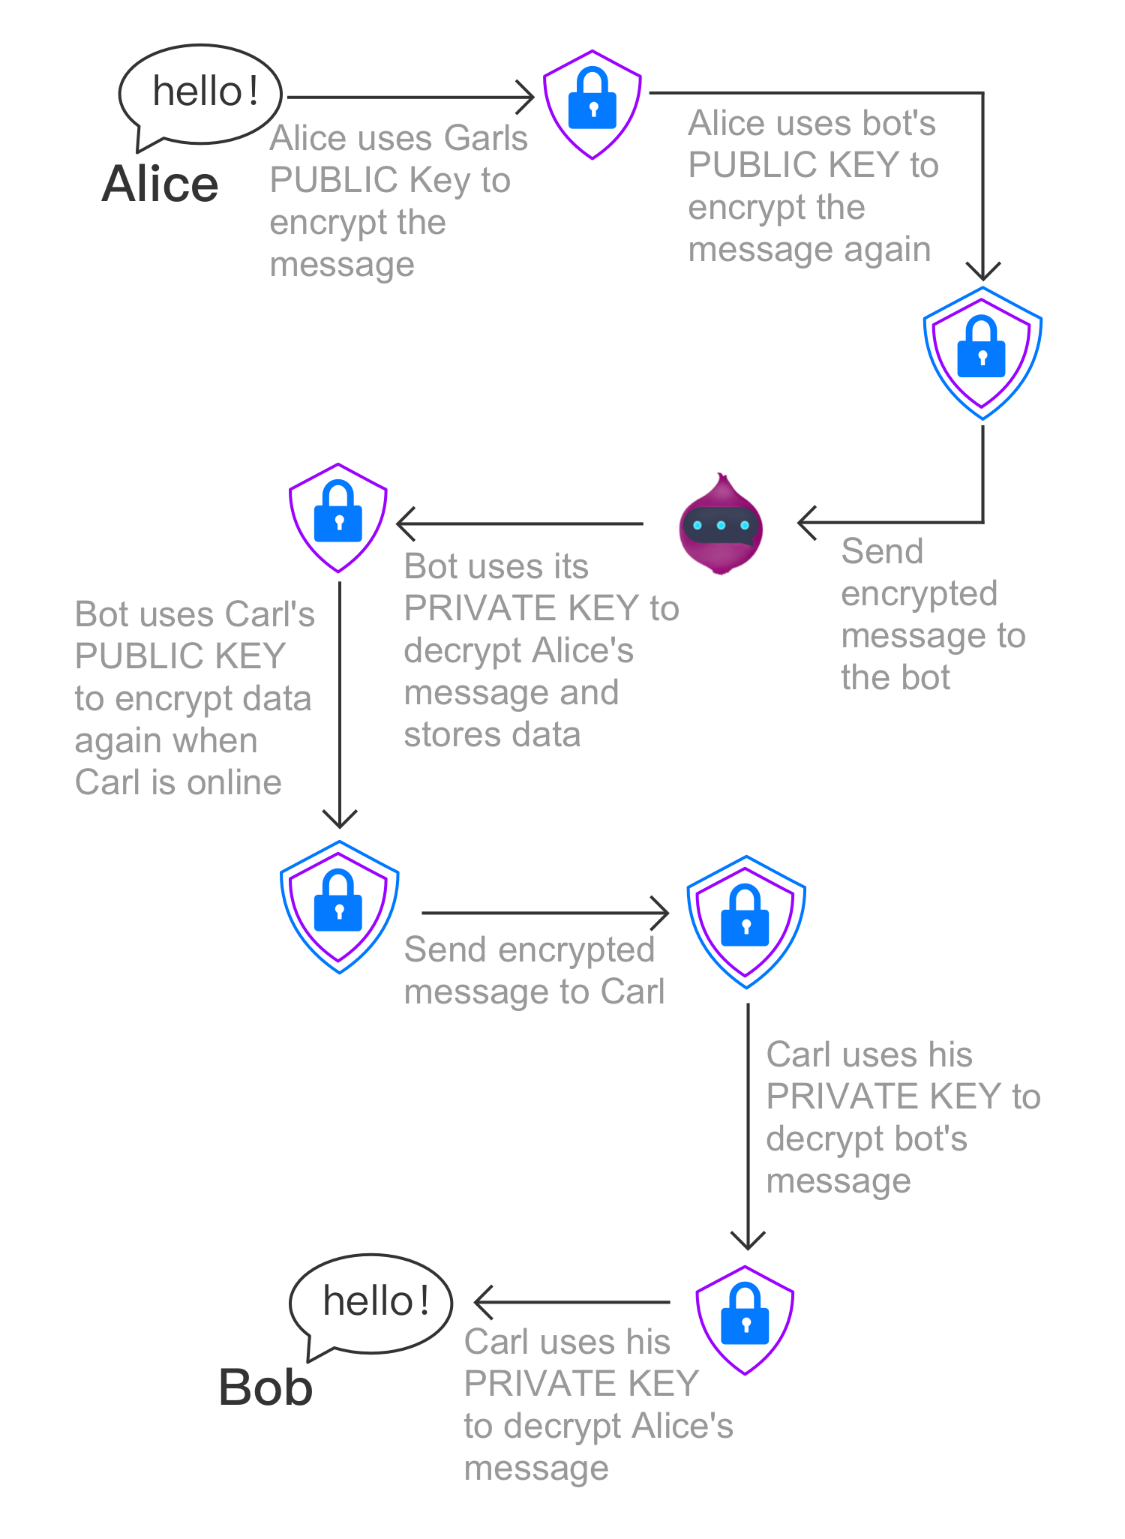 hello!
Alice
Alice uses Garls
PUBLIC Key to
encrypt the
message
Alice uses bot's
PUBLIC KEY to
encrypt the
message again
Send
encrypted
message to
the bot
Bot uses its
PRIVATE KEY to
decrypt Alice's
message and
stores data
Bot uses Carl's
PUBLIC KEY
to encrypt data
again when
Carl is online
Send encrypted
message to Carl
Carl uses his
PRIVATE KEY to
decrypt bot's
message
Carl uses his
PRIVATE KEY
to decrypt Alice's
message
hello!
Bob